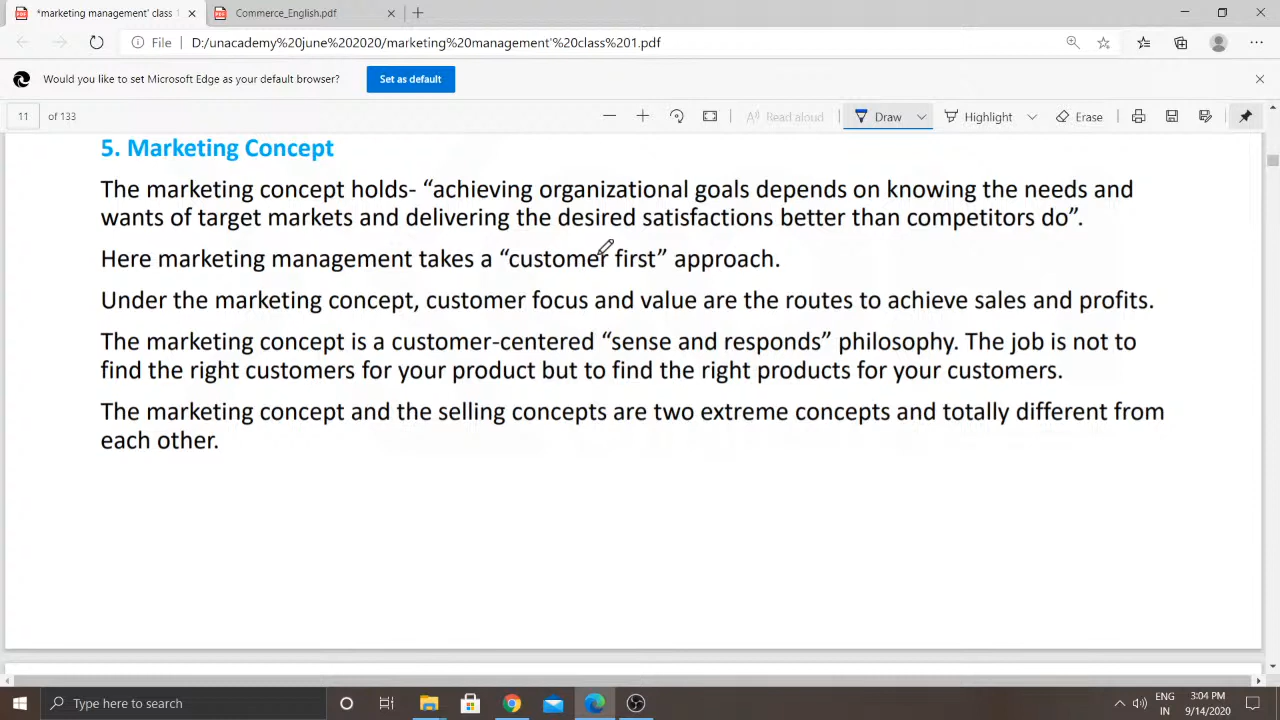 *marketing management' class
Commerce_English.pdf
File
D:/unacademy%20june%202020/marketing%20management'%20class%201.pdf
Would you like to set Microsoft Edge as your default browser?
Set as default
11 of 133
Read aloud
Draw
Highlight
Erase
5. Marketing Concept
The marketing concept holds- “achieving organizational goals depends on knowing the needs and
wants of target markets and delivering the desired satisfactions better than competitors do”.
Here marketing management takes a “customer first” approach.
Under the marketing concept, customer focus and value are the routes to achieve sales and profits.
The marketing concept is a customer-centered “sense and responds” philosophy. The job is not to
find the right customers for your product but to find the right products for your customers.
The marketing concept and the selling concepts are two extreme concepts and totally different from
each other.
Type here to search
ENG
IN
3:04 PM
9/14/2020